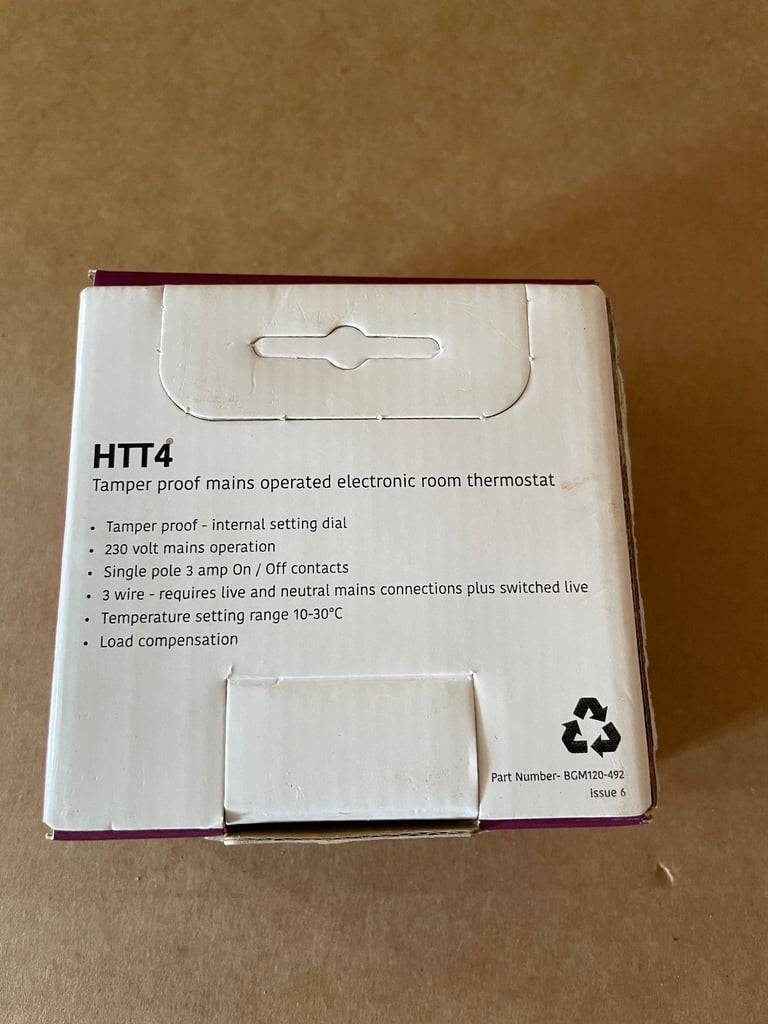 HTT4
Tamper proof mains operated electronic room thermostat
• Tamper proof - internal setting dial
• 230 volt mains operation
• Single pole 3 amp On / Off contacts
• 3 wire - requires live and neutral mains connections plus switched live
• Temperature setting range 10-30°C
• Load compensation
Part Number- BGM120-492
Issue 6